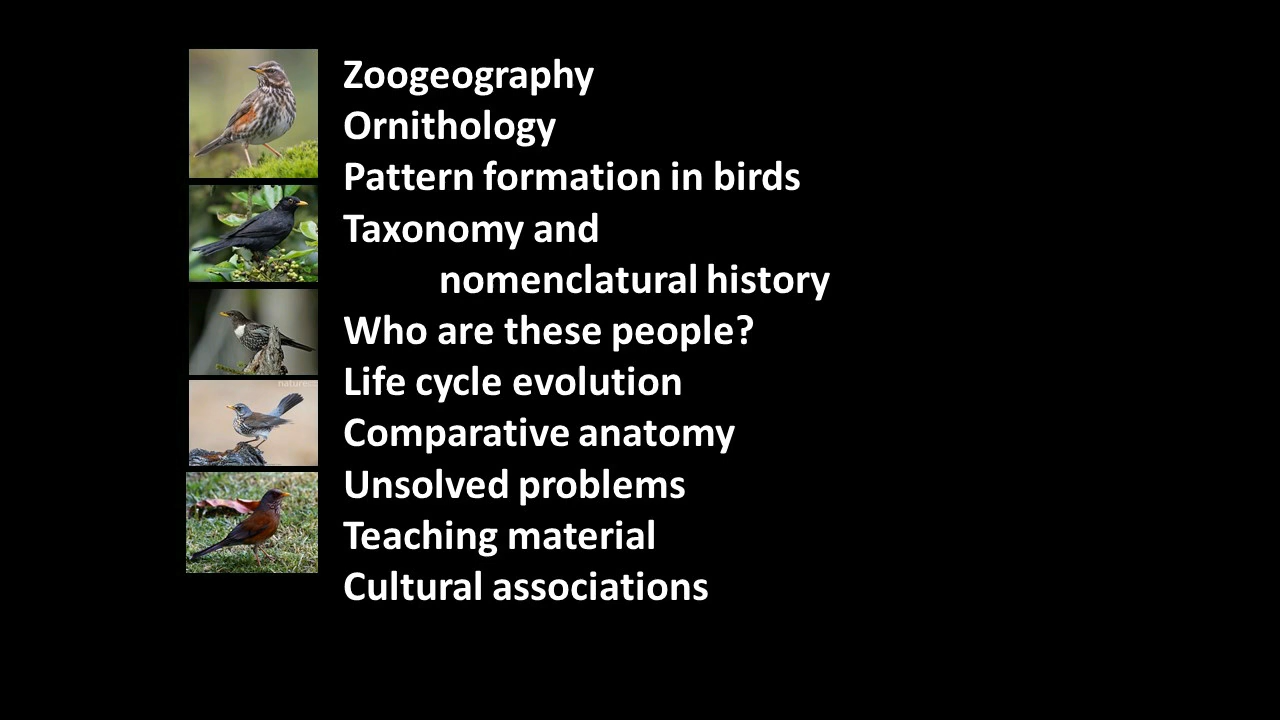 Zoogeography
Ornithology
Pattern formation in birds
Taxonomy and
nomenclatural history
Who are these people?
Life cycle evolution
Comparative anatomy
Unsolved problems
Teaching material
Cultural associations